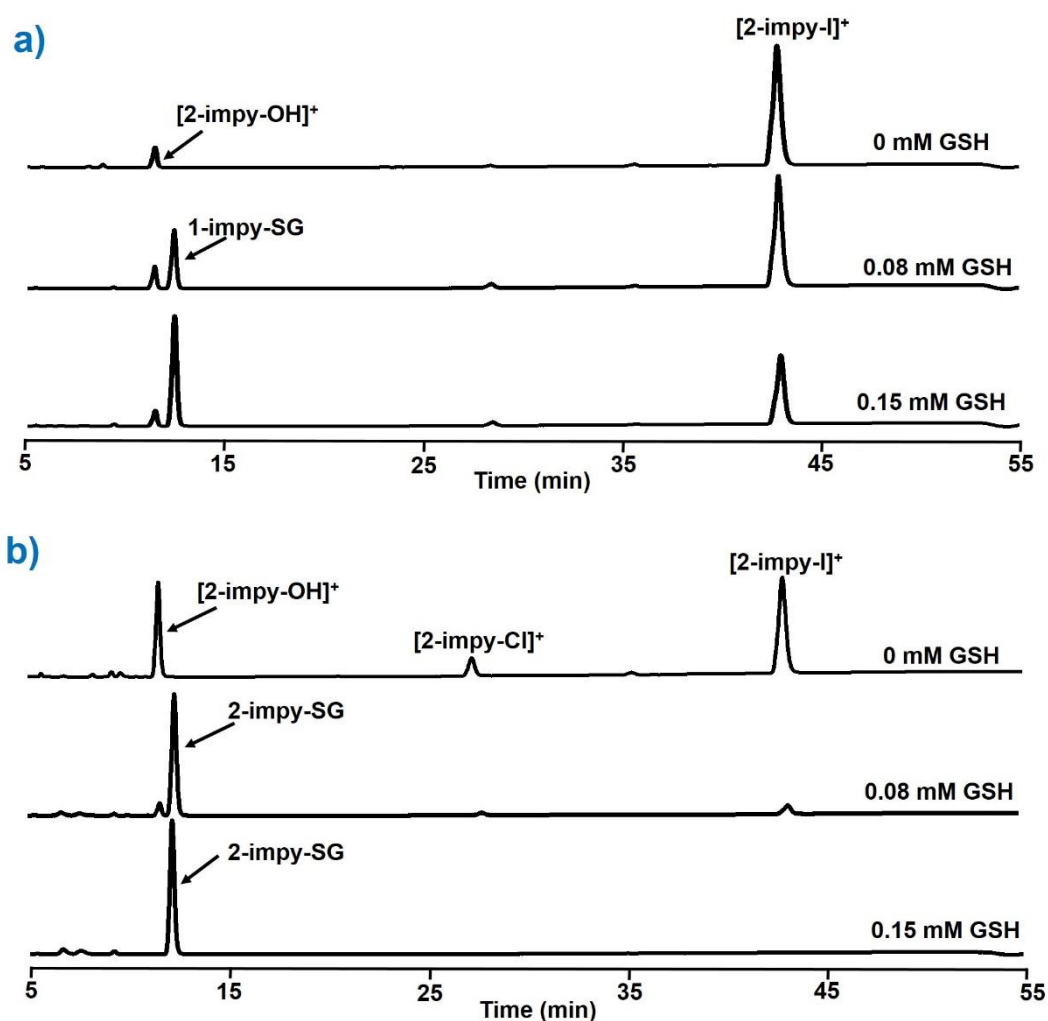 a)
[2-impy-I]⁺
[2-impy-OH]⁺
0 mM GSH
1-impy-SG
0.08 mM GSH
0.15 mM GSH
5 15 25 35 45 55
Time (min)
b)
[2-impy-I]⁺
[2-impy-OH]⁺
[2-impy-Cl]⁺
0 mM GSH
2-impy-SG
0.08 mM GSH
2-impy-SG
0.15 mM GSH
5 15 25 35 45 55
Time (min)